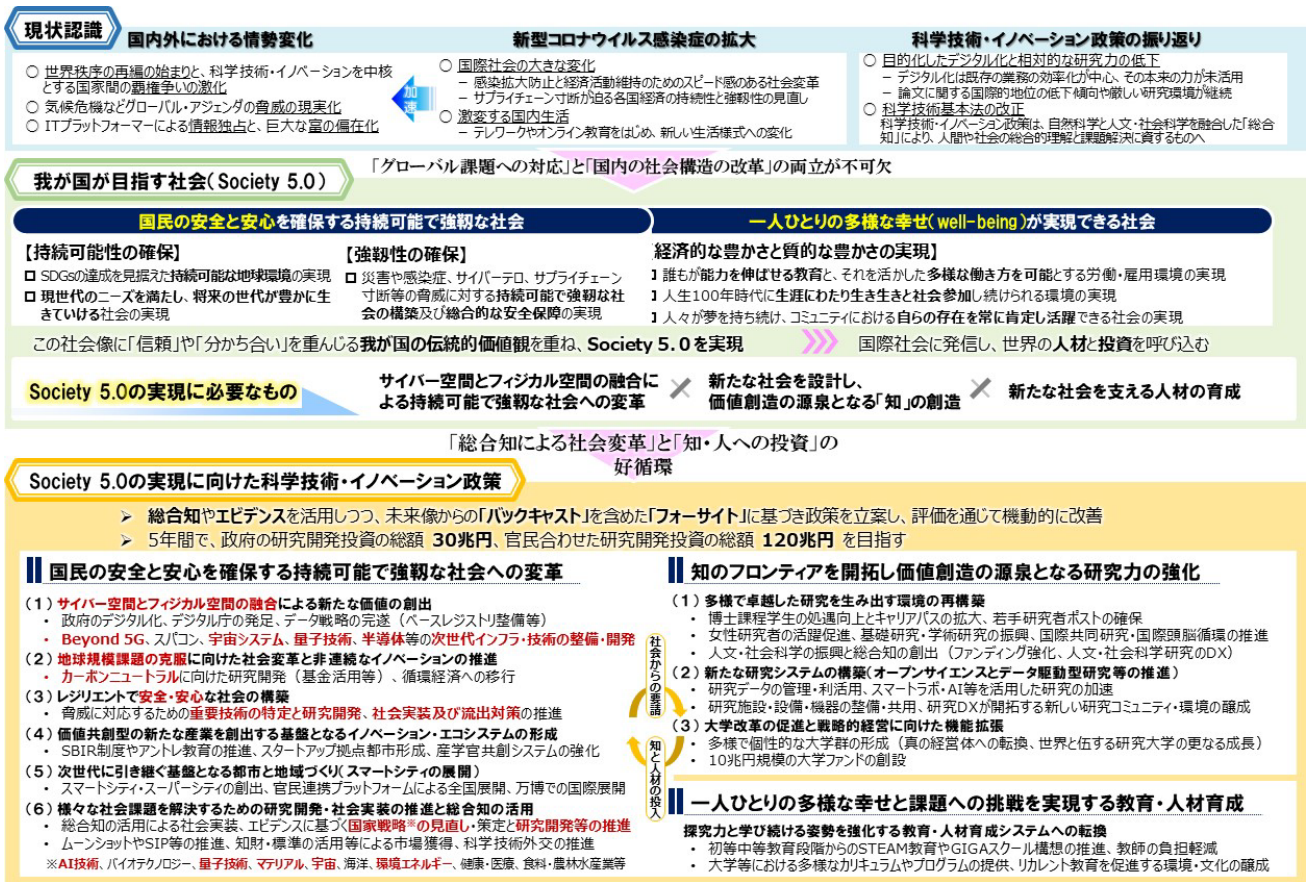 現状認識
国内外における情勢変化
○ 世界秩序の再編の始まりと、科学技術・イノベーションを中核
とする国家間の覇権争いの激化
○ 気候危機などグローバル・アジェンダの脅威の現実化
○ ITプラットフォーマーによる情報独占と、巨大な富の偏在化
加速
新型コロナウイルス感染症の拡大
○ 国際社会の大きな変化
– 感染拡大防止と経済活動維持のためのスピード感のある社会変革
– サプライチェーン寸断が迫る各国経済の持続性と強靱性の見直し
○ 激変する国内生活
– テレワークやオンライン教育をはじめ、新しい生活様式への変化
科学技術・イノベーション政策の振り返り
○ 目的化したデジタル化と相対的な研究力の低下
– デジタル化は既存の業務の効率化が中心、その本来の力が未活用
– 論文に関する国際的地位の低下傾向や厳しい研究環境が継続
○ 科学技術基本法の改正
科学技術・イノベーション政策は、自然科学と人文・社会科学を融合した「総合
知」により、人間や社会の総合的理解と課題解決に資するものへ
「グローバル課題への対応」と「国内の社会構造の改革」の両立が不可欠
我が国が目指す社会(Society 5.0)
国民の安全と安心を確保する持続可能で強靱な社会
【持続可能性の確保】
□ SDGsの達成を見据えた持続可能な地球環境の実現
□ 現世代のニーズを満たし、将来の世代が豊かに生
きていける社会の実現
【強靱性の確保】
□ 災害や感染症、サイバーテロ、サプライチェーン
寸断等の脅威に対する持続可能で強靱な社
会の構築及び総合的な安全保障の実現
一人ひとりの多様な幸せ(well-being)が実現できる社会
経済的な豊かさと質的な豊かさの実現】
誰もが能力を伸ばせる教育と、それを活かした多様な働き方を可能とする労働・雇用環境の実現
人生100年時代に生涯にわたり生き生きと社会参加し続けられる環境の実現
人々が夢を持ち続け、コミュニティにおける自らの存在を常に肯定し活躍できる社会の実現
この社会像に「信頼」や「分かち合い」を重んじる我が国の伝統的価値観を重ね、Society 5.0を実現
国際社会に発信し、世界の人材と投資を呼び込む
Society 5.0の実現に必要なもの
サイバー空間とフィジカル空間の融合に
よる持続可能で強靱な社会への変革
×
新たな社会を設計し、
価値創造の源泉となる「知」の創造
×
新たな社会を支える人材の育成
「総合知による社会変革」と「知・人への投資」の
好循環
Society 5.0の実現に向けた科学技術・イノベーション政策
➢ 総合知やエビデンスを活用しつつ、未来像からの「バックキャスト」を含めた「フォーサイト」に基づき政策を立案し、評価を通じて機動的に改善
➢ 5年間で、政府の研究開発投資の総額 30兆円、官民合わせた研究開発投資の総額 120兆円 を目指す
国民の安全と安心を確保する持続可能で強靱な社会への変革
(1)サイバー空間とフィジカル空間の融合による新たな価値の創出
・ 政府のデジタル化、デジタル庁の発足、データ戦略の完遂(ベースレジストリ整備等)
・ Beyond 5G、スパコン、宇宙システム、量子技術、半導体等の次世代インフラ・技術の整備・開発
(2)地球規模課題の克服に向けた社会変革と非連続なイノベーションの推進
・ カーボンニュートラルに向けた研究開発(基金活用等)、循環経済への移行
(3)レジリエントで安全・安心な社会の構築
・ 脅威に対応するための重要技術の特定と研究開発、社会実装及び流出対策の推進
(4)価値共創型の新たな産業を創出する基盤となるイノベーション・エコシステムの形成
・ SBIR制度やアントレ教育の推進、スタートアップ拠点都市形成、産学官共創システムの強化
(5)次世代に引き継ぐ基盤となる都市と地域づくり(スマートシティの展開)
・ スマートシティ・スーパーシティの創出、官民連携プラットフォームによる全国展開、万博での国際展開
(6)様々な社会課題を解決するための研究開発・社会実装の推進と総合知の活用
・ 総合知の活用による社会実装、エビデンスに基づく国家戦略※の見直し・策定と研究開発等の推進
・ ムーンショットやSIP等の推進、知財・標準の活用等による市場獲得、科学技術外交の推進
※AI技術、バイオテクノロジー、量子技術、マテリアル、宇宙、海洋、環境エネルギー、健康・医療、食料・農林水産業等
社会からの要請
知と人材の投入
知のフロンティアを開拓し価値創造の源泉となる研究力の強化
(1)多様で卓越した研究を生み出す環境の再構築
・ 博士課程学生の処遇向上とキャリアパスの拡大、若手研究者ポストの確保
・ 女性研究者の活躍促進、基礎研究・学術研究の振興、国際共同研究・国際頭脳循環の推進
・ 人文・社会科学の振興と総合知の創出(ファンディング強化、人文・社会科学研究のDX)
(2)新たな研究システムの構築(オープンサイエンスとデータ駆動型研究等の推進)
・ 研究データの管理・利活用、スマートラボ・AI等を活用した研究の加速
・ 研究施設・設備・機器の整備・共用、研究DXが開拓する新しい研究コミュニティ・環境の醸成
(3)大学改革の促進と戦略的経営に向けた機能拡張
・ 多様で個性的な大学群の形成(真の経営体への転換、世界と伍する研究大学の更なる成長)
・ 10兆円規模の大学ファンドの創設
一人ひとりの多様な幸せと課題への挑戦を実現する教育・人材育成
探究力と学び続ける姿勢を強化する教育・人材育成システムへの転換
・ 初等中等教育段階からのSTEAM教育やGIGAスクール構想の推進、教師の負担軽減
・ 大学等における多様なカリキュラムやプログラムの提供、リカレント教育を促進する環境・文化の醸成